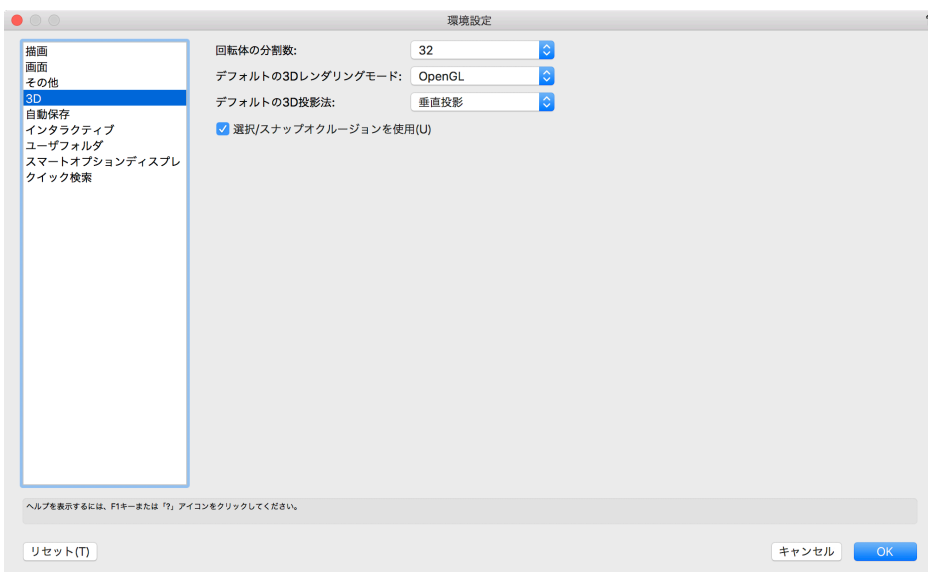 環境設定
描画
画面
その他
3D
自動保存
インタラクティブ
ユーザフォルダ
スマートオプションディスプレ
クイック検索
回転体の分割数: 32
デフォルトの3Dレンダリングモード: OpenGL
デフォルトの3D投影法: 垂直投影
選択/スナップオクルージョンを使用(U)
ヘルプを表示するには、F1キーまたは「?」アイコンをクリックしてください。
リセット(T) キャンセル OK